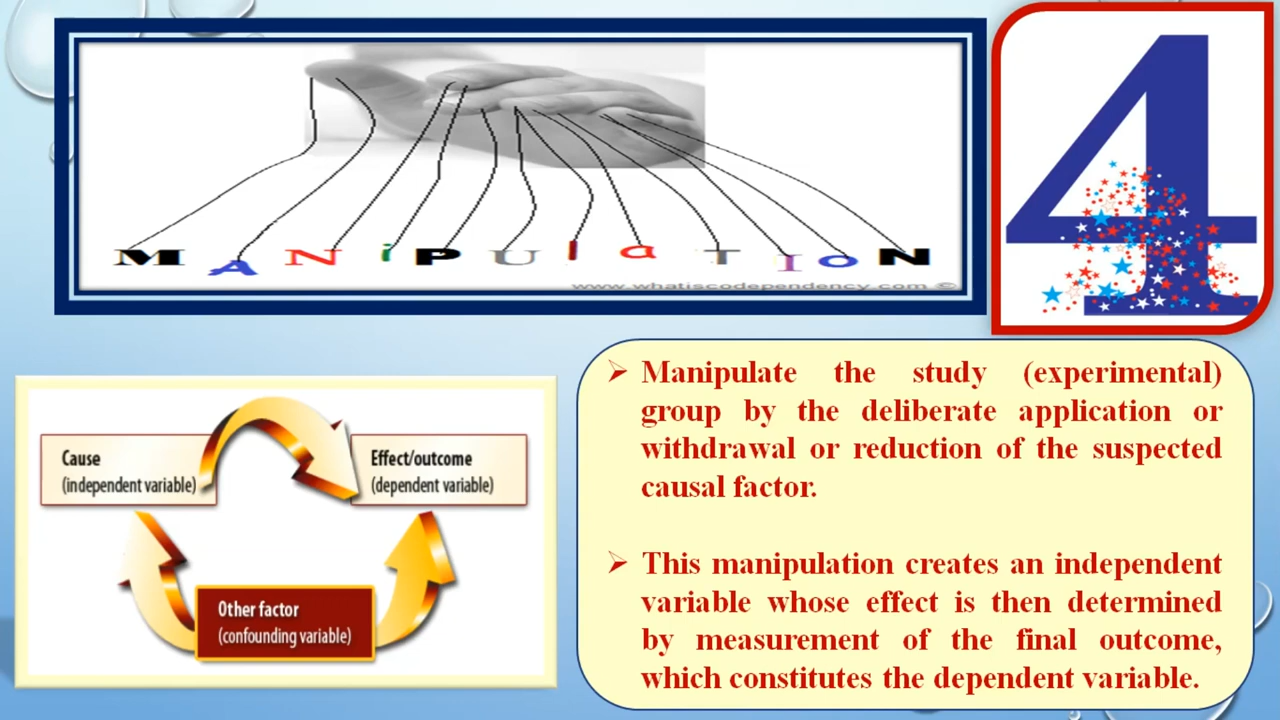 MANiPUlaTIoN
www.whatiscodependency.com ©
4
Cause
(independent variable)
Effect/outcome
(dependent variable)
Other factor
(confounding variable)
➢ Manipulate the study (experimental)
group by the deliberate application or
withdrawal or reduction of the suspected
causal factor.
➢ This manipulation creates an independent
variable whose effect is then determined
by measurement of the final outcome,
which constitutes the dependent variable.